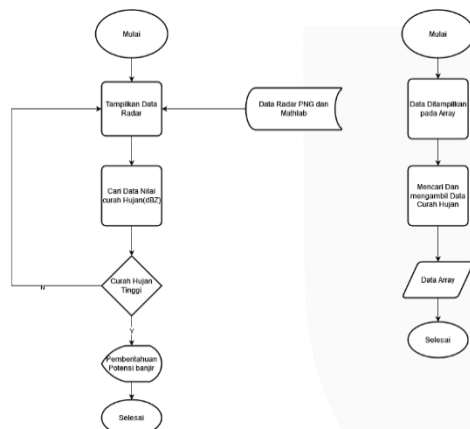 Mulai
Tampilkan Data
Radar
Data Radar PNG dan
Mathlab
Cari Data Nilai
curah Hujan(dBZ)
Curah Hujan
Tinggi
N
Y
Pemberitahuan
Potensi banjir
Selesai
Mulai
Data Ditampilkan
pada Array
Mencari Dan
mengambil Data
Curah Hujan
Data Array
Selesai